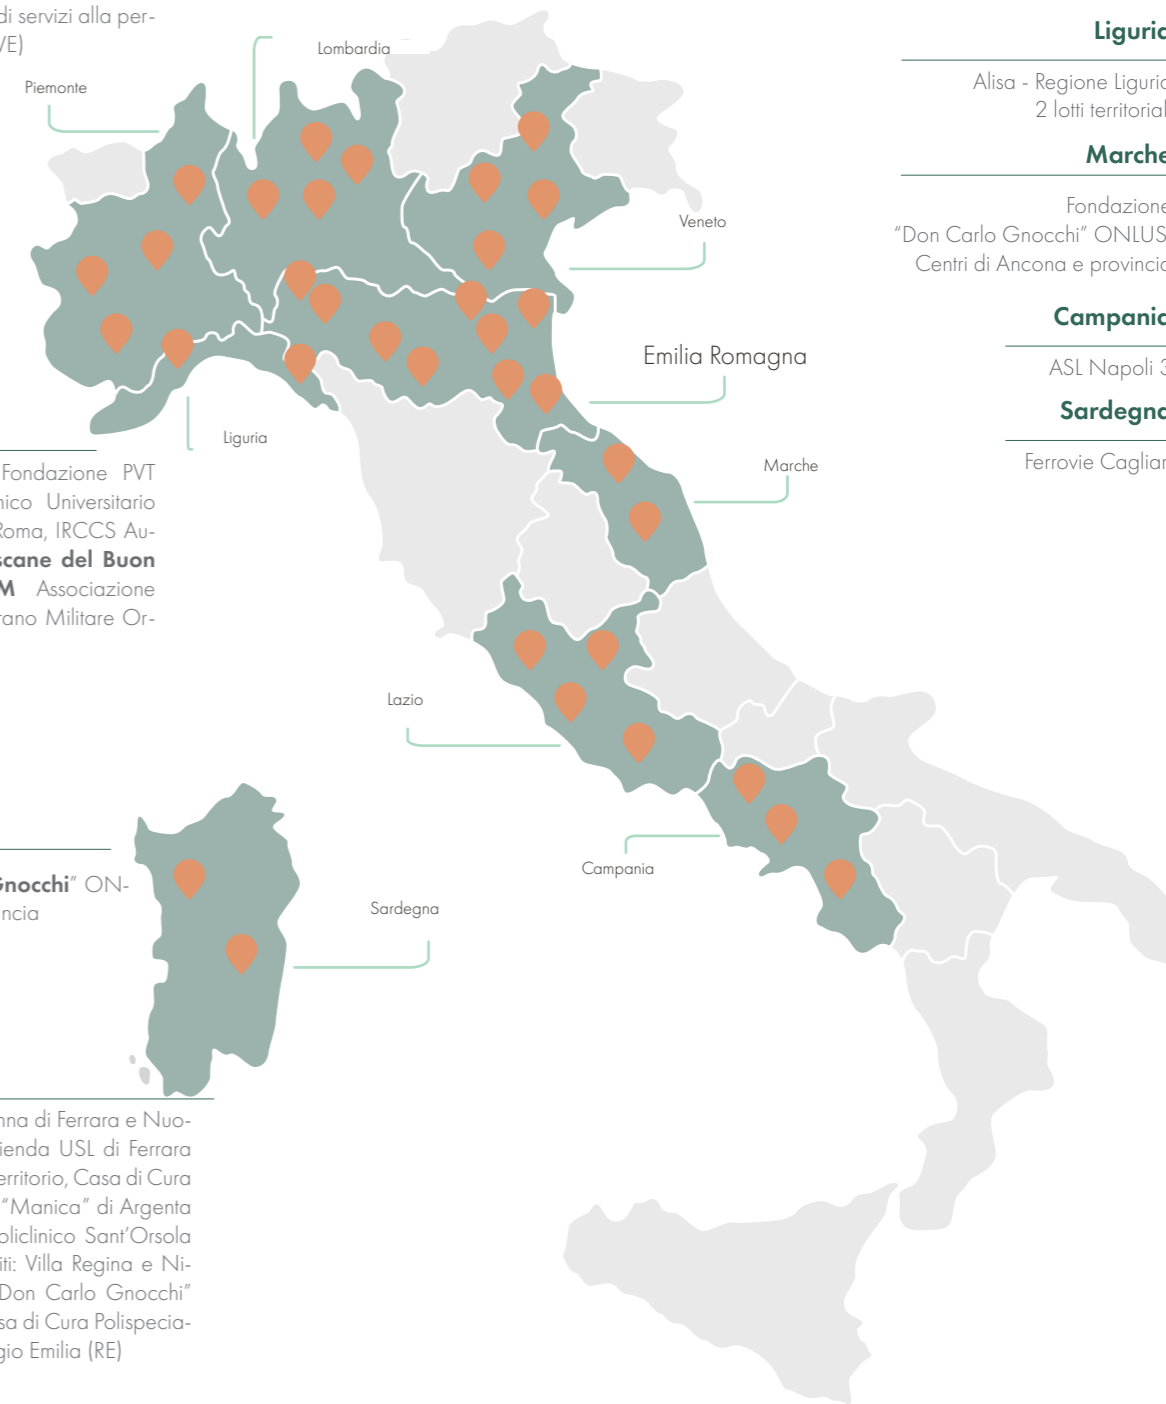 di servizi alla per-
VE)
Piemonte
Lombardia
Veneto
Emilia Romagna
Liguria
Marche
Lazio
Campania
Sardegna
Fondazione PVT
nico Universitario
Roma, IRCCS Au-
scane del Buon
M Associazione
rano Militare Or-
Gnocchi” ON-
ncia
nna di Ferrara e Nuo-
ienda USL di Ferrara
erritorio, Casa di Cura
“Manica” di Argenta
oliclinico Sant’Orsola
iti: Villa Regina e Ni-
Don Carlo Gnocchi”
sa di Cura Polispecia-
gio Emilia (RE)
Liguria
Alisa - Regione Liguria
2 lotti territorial
Marche
Fondazione
“Don Carlo Gnocchi” ONLUS
Centri di Ancona e provincia
Campania
ASL Napoli 3
Sardegna
Ferrovie Cagliar